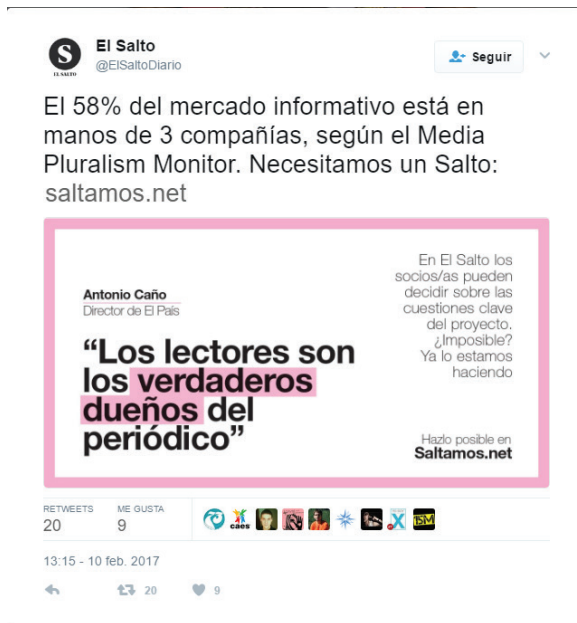 El Salto
@ElSaltoDiario
Seguir
S
EL SALTO
El 58% del mercado informativo está en
manos de 3 compañías, según el Media
Pluralism Monitor. Necesitamos un Salto:
saltamos.net
Antonio Caño
Director de El País
“Los lectores son
los verdaderos
dueños del
periódico”
En El Salto los
socios/as pueden
decidir sobre las
cuestiones clave
del proyecto.
¿Imposible?
Ya lo estamos
haciendo
Hazlo posible en
Saltamos.net
RETWEETS
20
ME GUSTA
9
caes
X
TSM
13:15 - 10 feb. 2017
20
9